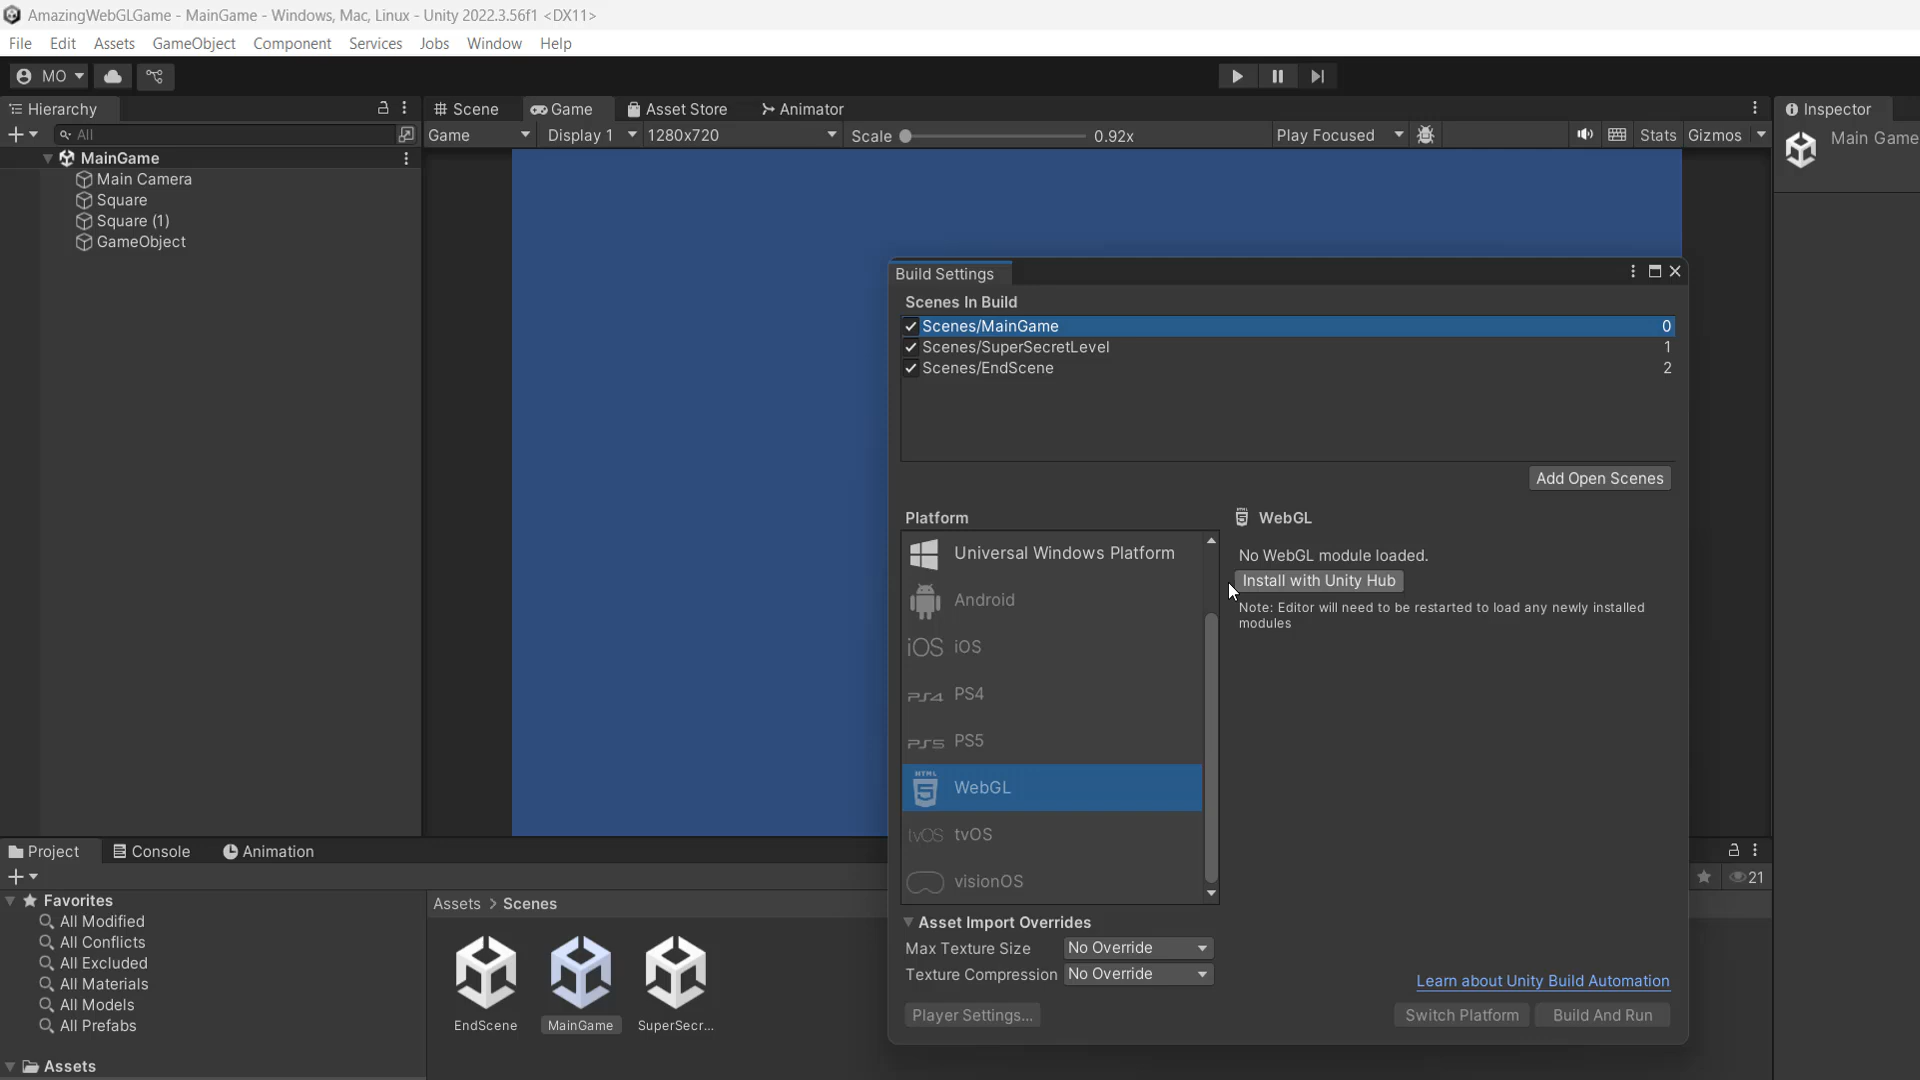 AmazingWebGLGame - MainGame - Windows, Mac, Linux - Unity 2022.3.56f1 <DX11>
File Edit Assets GameObject Component Services Jobs Window Help
MO
Hierarchy
All
MainGame
Main Camera
Square
Square (1)
GameObject
Scene Game Asset Store Animator
Game Display 1 1280x720 Scale 0.92x Play Focused Stats Gizmos
Inspector
Main Game
Build Settings
Scenes In Build
Scenes/MainGame 0
Scenes/SuperSecretLevel 1
Scenes/EndScene 2
Add Open Scenes
Platform
Universal Windows Platform
Android
iOS iOS
PS4 PS4
PS5 PS5
HTML 5 WebGL
tvOS tvOS
visionOS
WebGL
No WebGL module loaded.
Install with Unity Hub
Note: Editor will need to be restarted to load any newly installed
modules
Asset Import Overrides
Max Texture Size No Override
Texture Compression No Override
Learn about Unity Build Automation
Player Settings... Switch Platform Build And Run
Project Console Animation
21
Favorites
All Modified
All Conflicts
All Excluded
All Materials
All Models
All Prefabs
Assets
Assets > Scenes
EndScene MainGame SuperSecr...